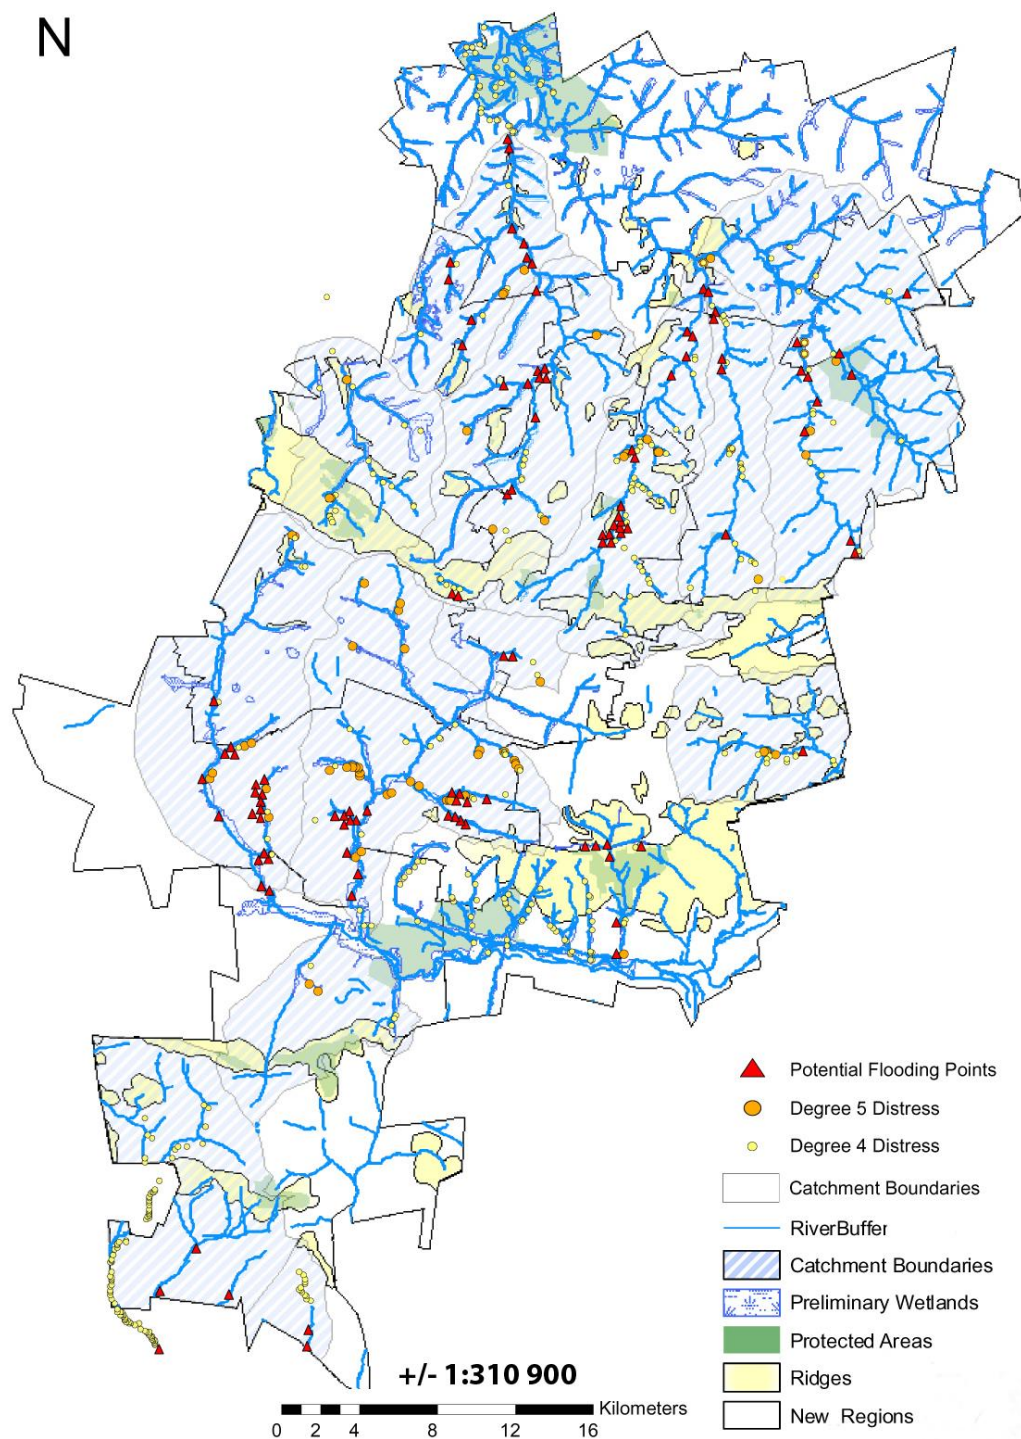 N
Potential Flooding Points
Degree 5 Distress
Degree 4 Distress
Catchment Boundaries
RiverBuffer
Catchment Boundaries
Preliminary Wetlands
Protected Areas
Ridges
New Regions
+/- 1:310 900
Kilometers
0 2 4 8 12 16